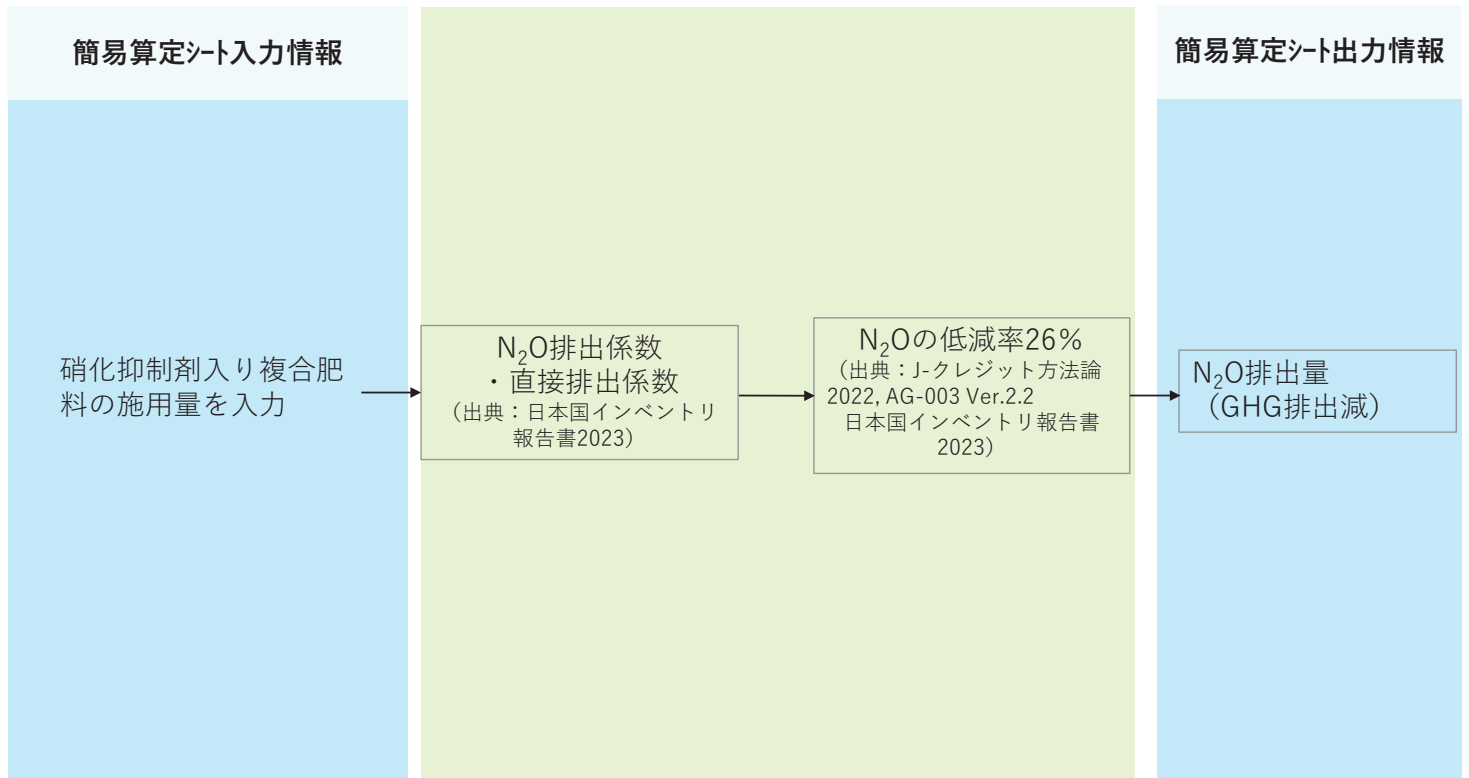 簡易算定シート入力情報
簡易算定シート出力情報
硝化抑制剤入り複合肥
料の施用量を入力
N₂O排出係数
・直接排出係数
(出典：日本国インベントリ
報告書2023)
N₂Oの低減率26%
(出典：J-クレジット方法論
2022, AG-003 Ver.2.2
日本国インベントリ報告書
2023)
N₂O排出量
（GHG排出減）